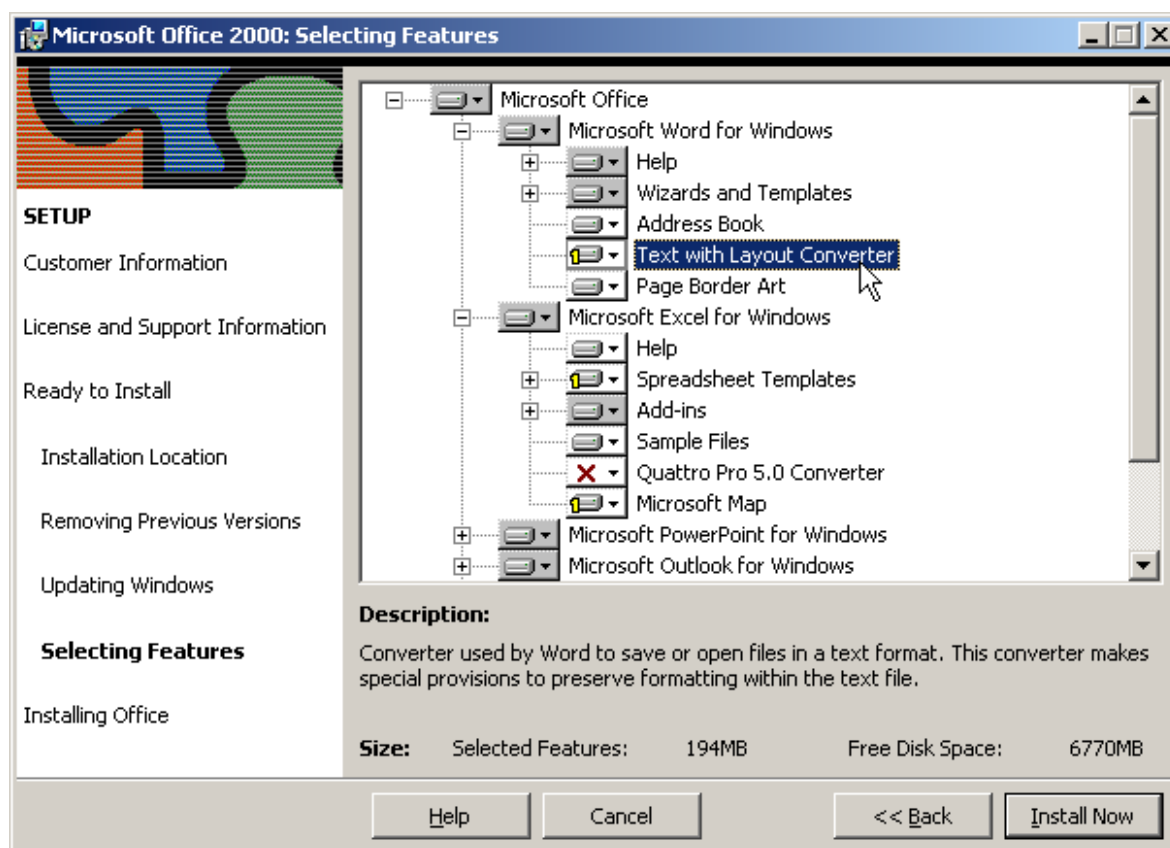 Microsoft Office 2000: Selecting Features
SETUP
Customer Information
License and Support Information
Ready to Install
Installation Location
Removing Previous Versions
Updating Windows
Selecting Features
Installing Office
Microsoft Office
Microsoft Word for Windows
Help
Wizards and Templates
Address Book
Text with Layout Converter
Page Border Art
Microsoft Excel for Windows
Help
Spreadsheet Templates
Add-ins
Sample Files
Quattro Pro 5.0 Converter
Microsoft Map
Microsoft PowerPoint for Windows
Microsoft Outlook for Windows
Description:
Converter used by Word to save or open files in a text format. This converter makes
special provisions to preserve formatting within the text file.
Size: Selected Features: 194MB Free Disk Space: 6770MB
Help Cancel << Back Install Now